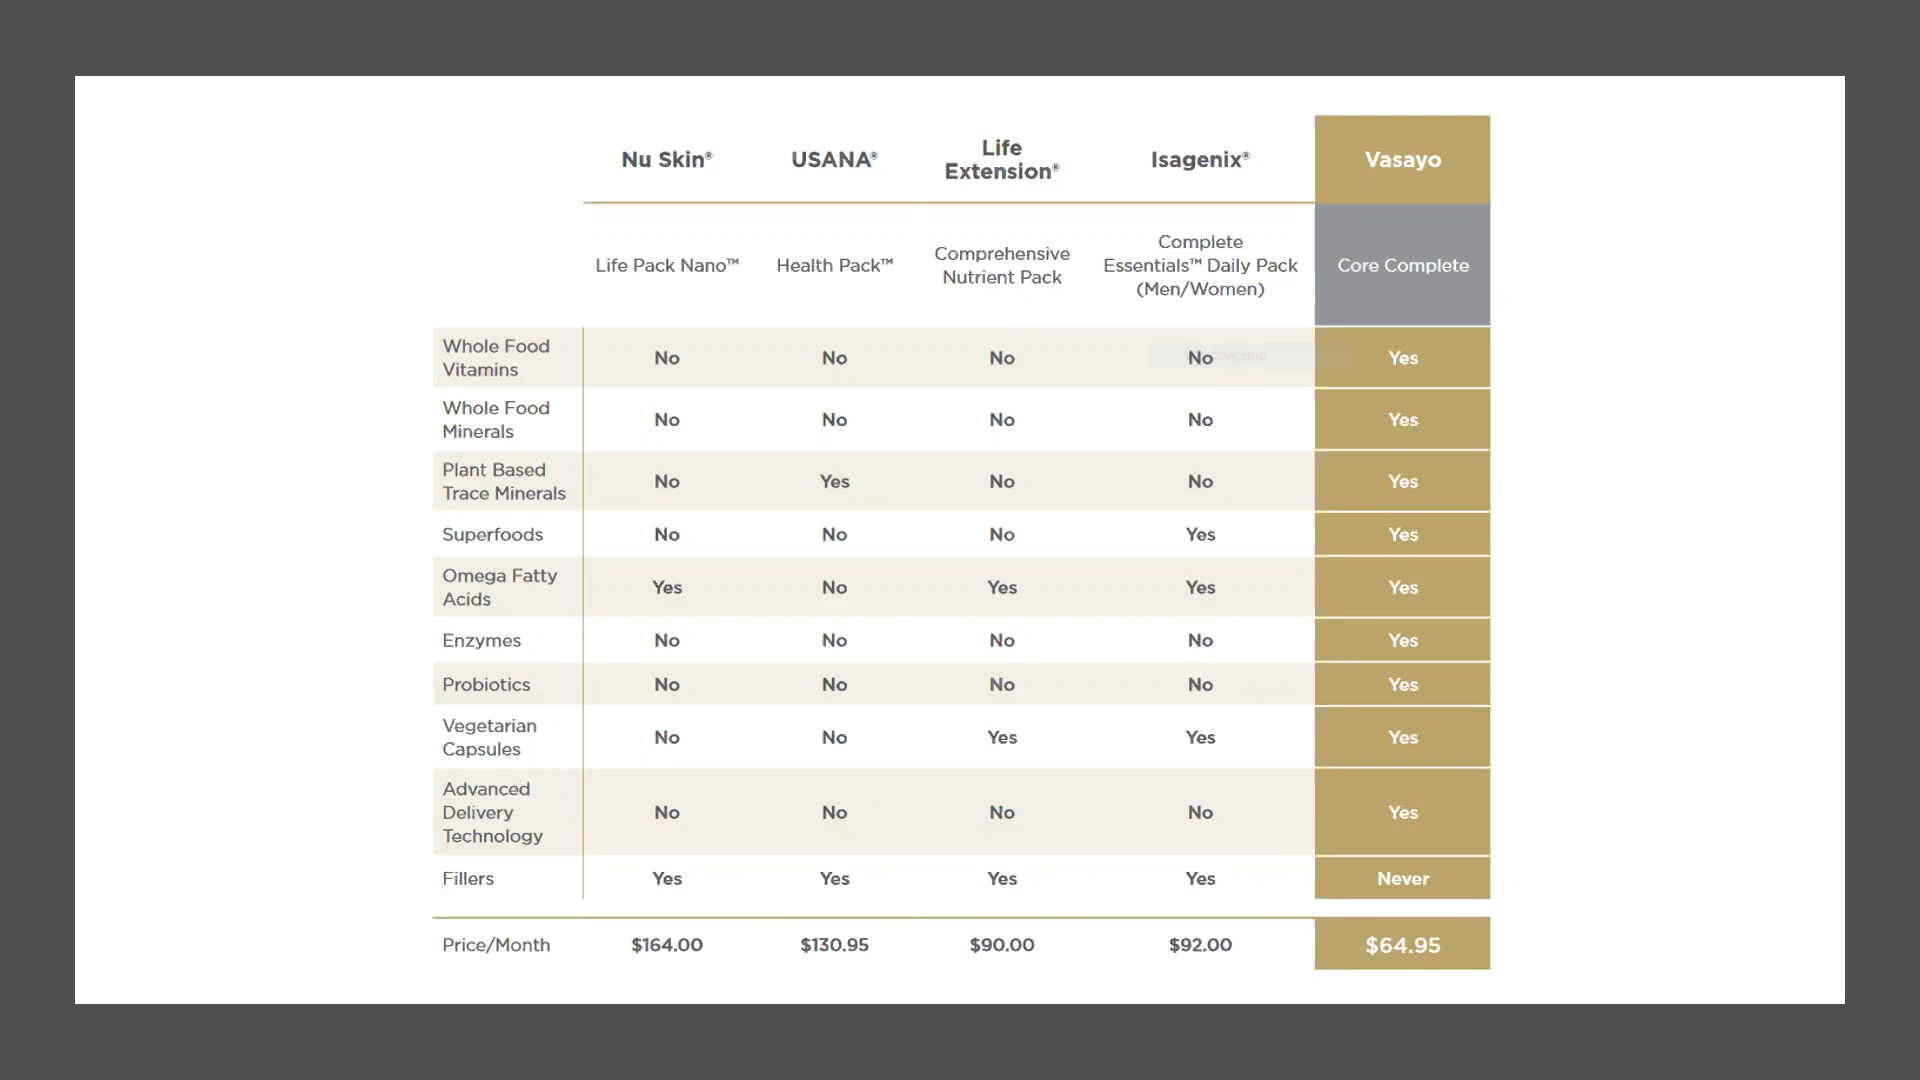 Nu Skin® USANA® Life Extension® Isagenix® Vasayo
Life Pack Nano™ Health Pack™ Comprehensive Nutrient Pack Complete Essentials™ Daily Pack (Men/Women) Core Complete
Whole Food Vitamins No No No No Yes
Whole Food Minerals No No No No Yes
Plant Based Trace Minerals No Yes No No Yes
Superfoods No No No Yes Yes
Omega Fatty Acids Yes No Yes Yes Yes
Enzymes No No No No Yes
Probiotics No No No No Yes
Vegetarian Capsules No No Yes Yes Yes
Advanced Delivery Technology No No No No Yes
Fillers Yes Yes Yes Yes Never
Price/Month $164.00 $130.95 $90.00 $92.00 $64.95